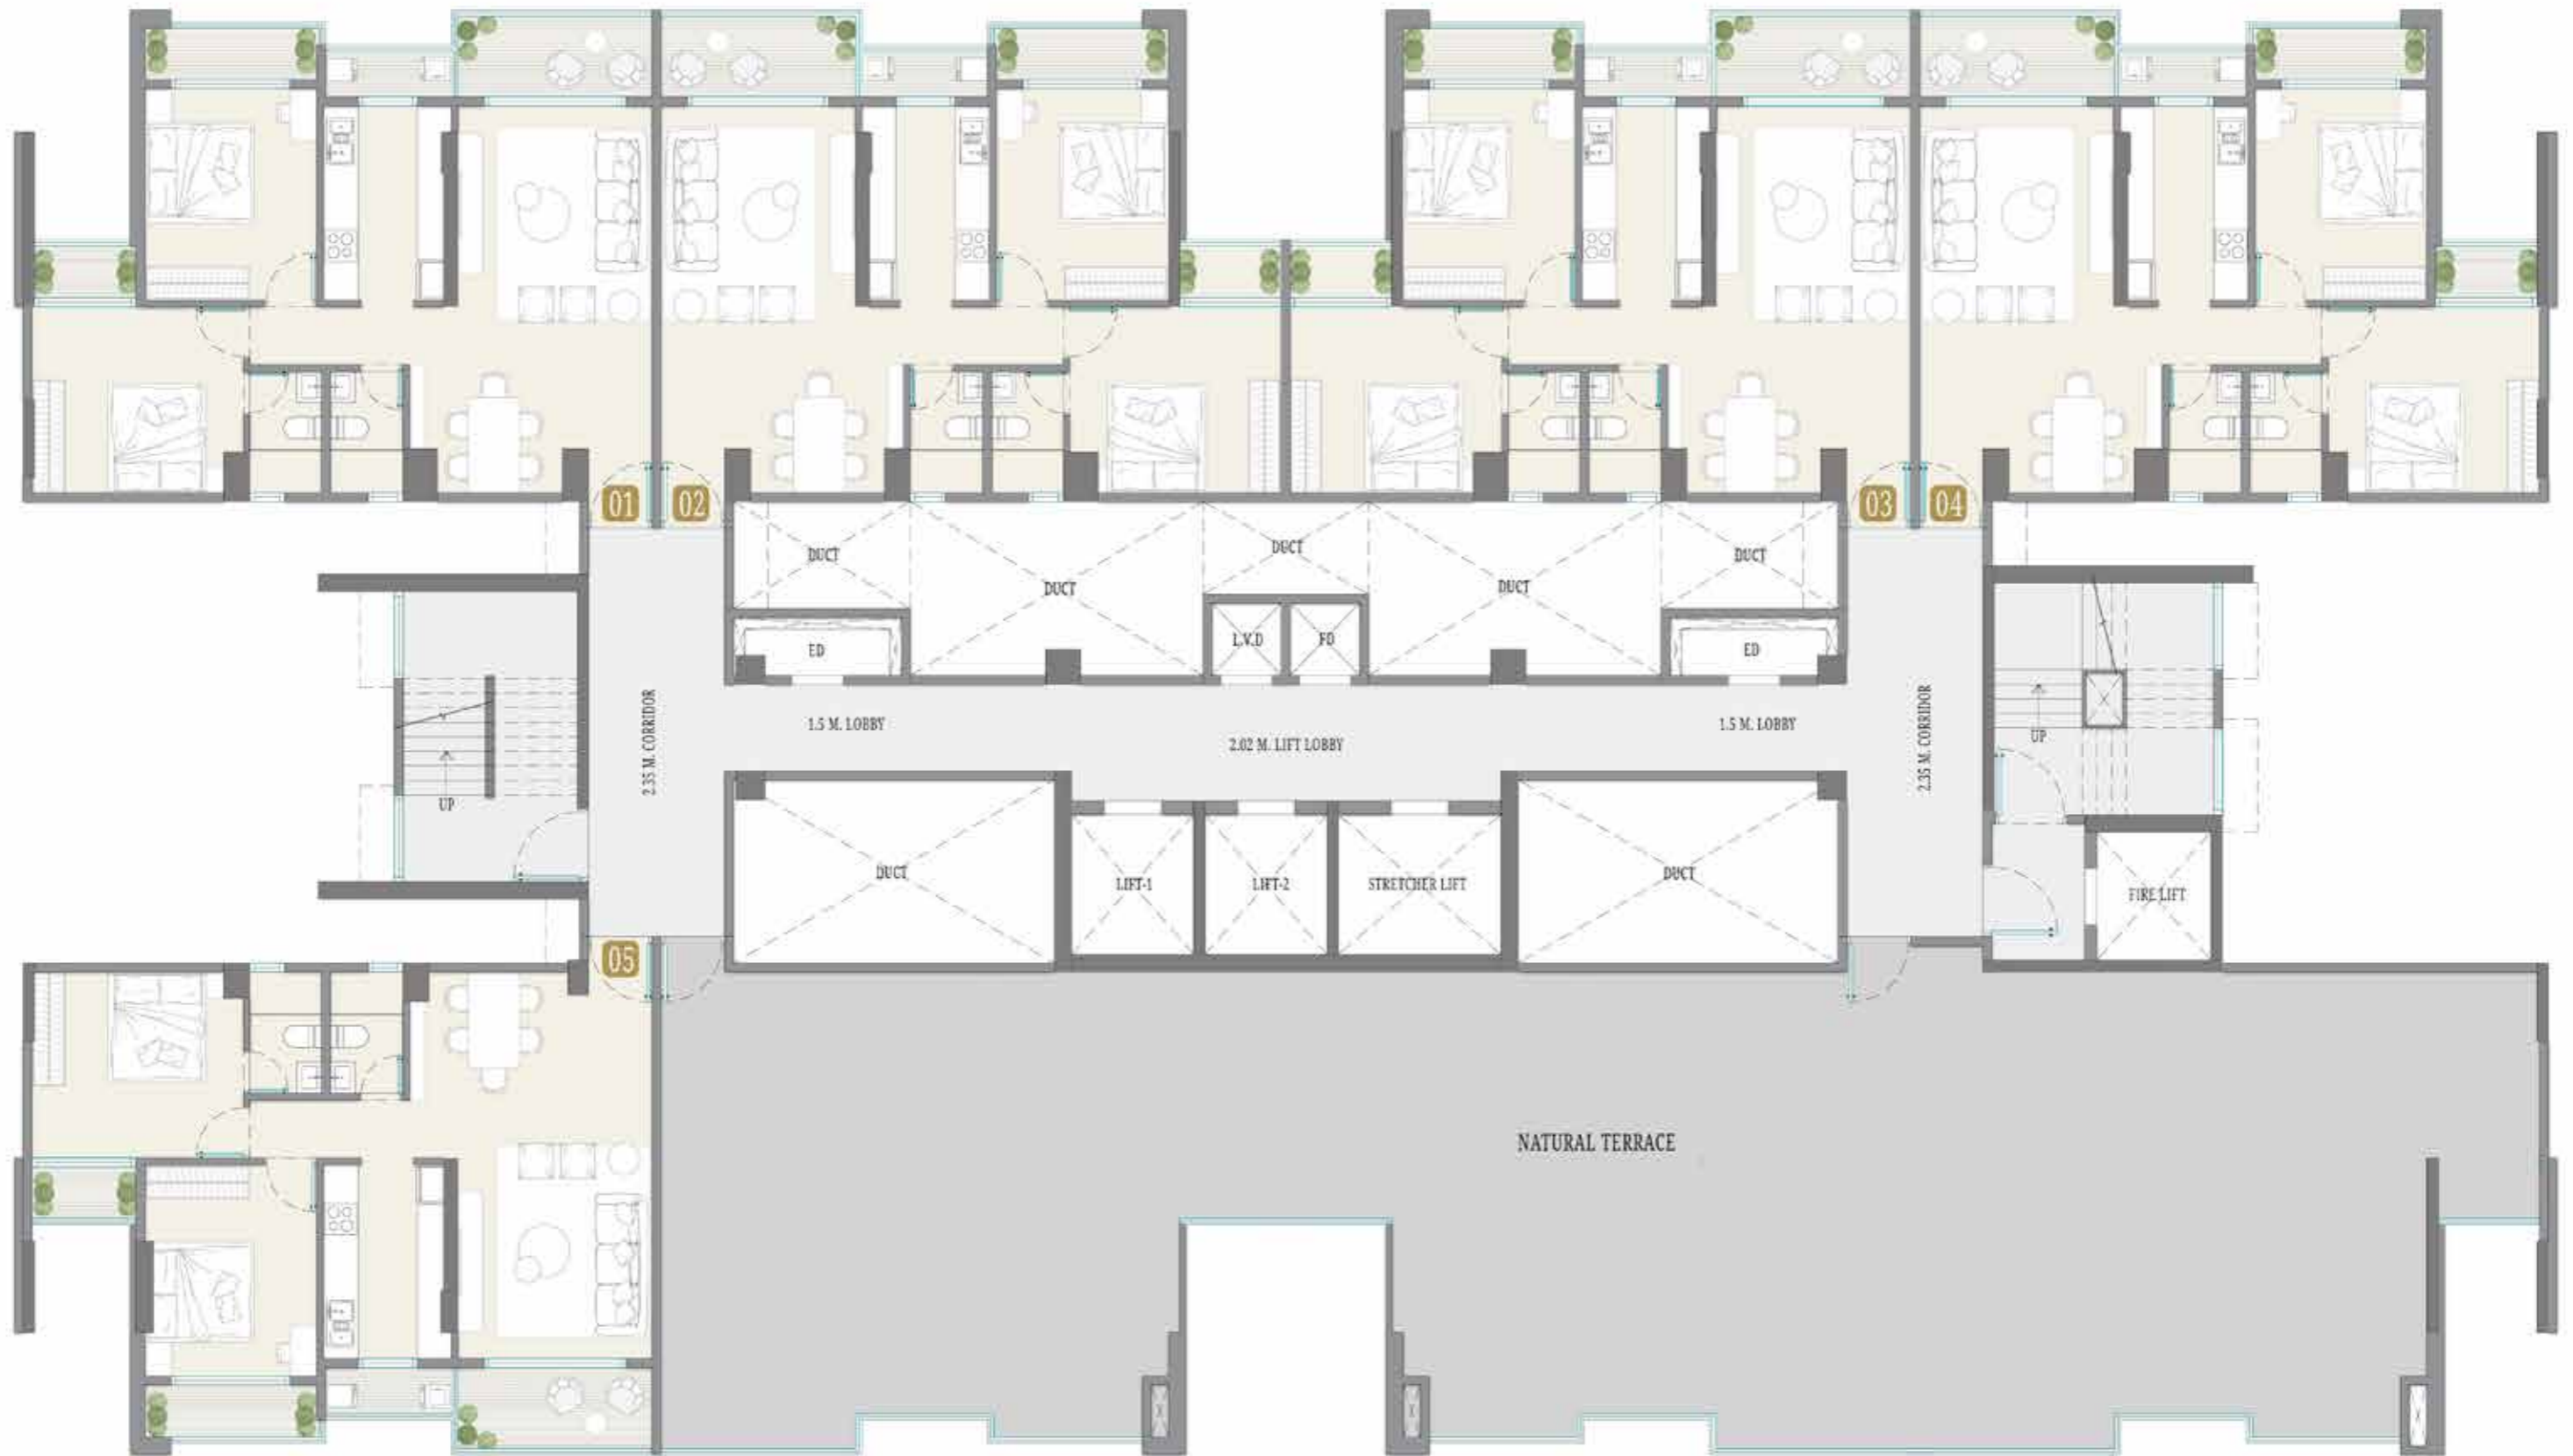 01
02
03
04
DUCT
DUCT
DUCT
DUCT
DUCT
L.V.D
FD
ED
ED
2.35 M. CORRIDOR
1.5 M. LOBBY
2.02 M. LIFT LOBBY
1.5 M. LOBBY
2.35 M. CORRIDOR
UP
UP
DUCT
LIFT-1
LIFT-2
STRETCHER LIFT
DUCT
FIRE LIFT
05
NATURAL TERRACE